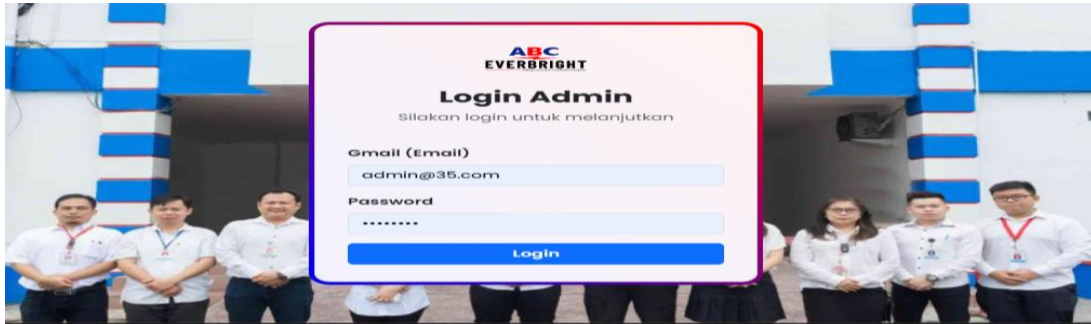 ABC
EVERBRIGHT
Login Admin
Silakan login untuk melanjutkan
Gmail (Email)
admin@35.com
Password
••••••••
Login